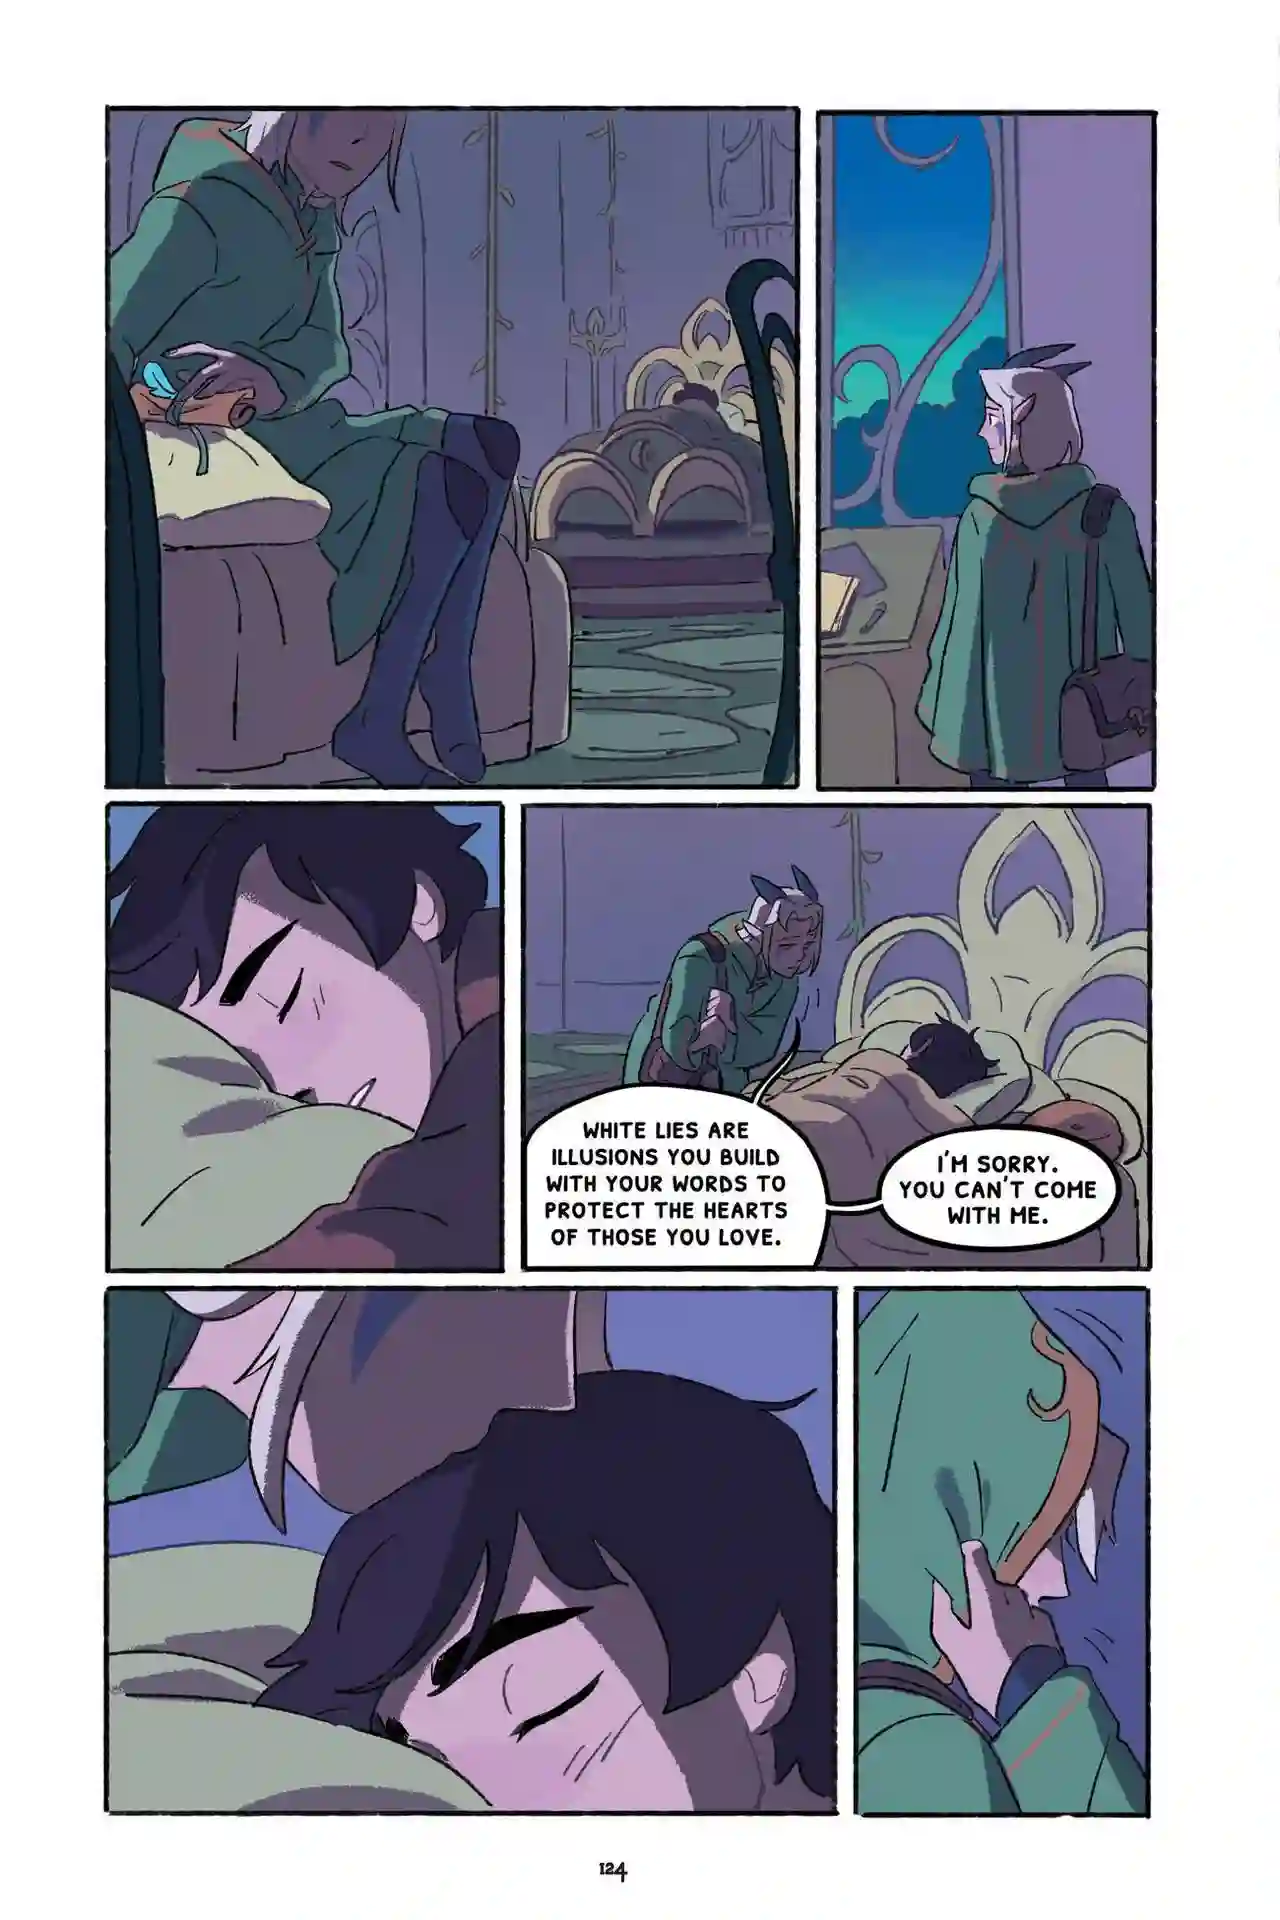 WHITE LIES ARE
ILLUSIONS YOU BUILD
WITH YOUR WORDS TO
PROTECT THE HEARTS
OF THOSE YOU LOVE.
I'M SORRY.
YOU CAN'T COME
WITH ME.
124